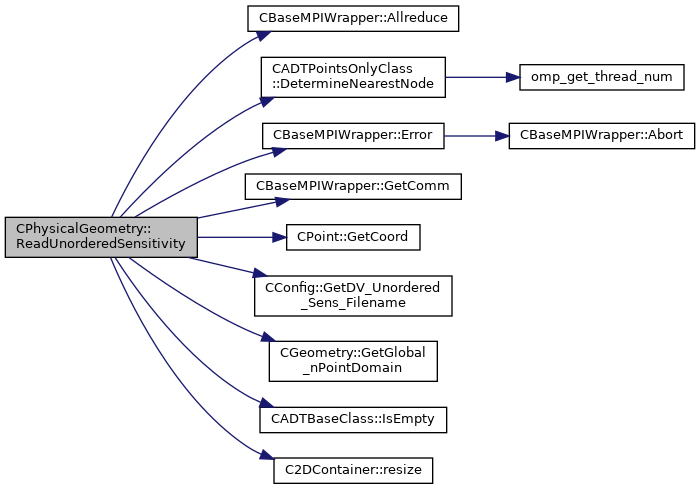 CBaseMPIWrapper::Allreduce
CADTPointsOnlyClass
::DetermineNearestNode
omp_get_thread_num
CBaseMPIWrapper::Error
CBaseMPIWrapper::Abort
CBaseMPIWrapper::GetComm
CPhysicalGeometry::
ReadUnorderedSensitivity
CPoint::GetCoord
CConfig::GetDV_Unordered
_Sens_Filename
CGeometry::GetGlobal
_nPointDomain
CADTBaseClass::IsEmpty
C2DContainer::resize